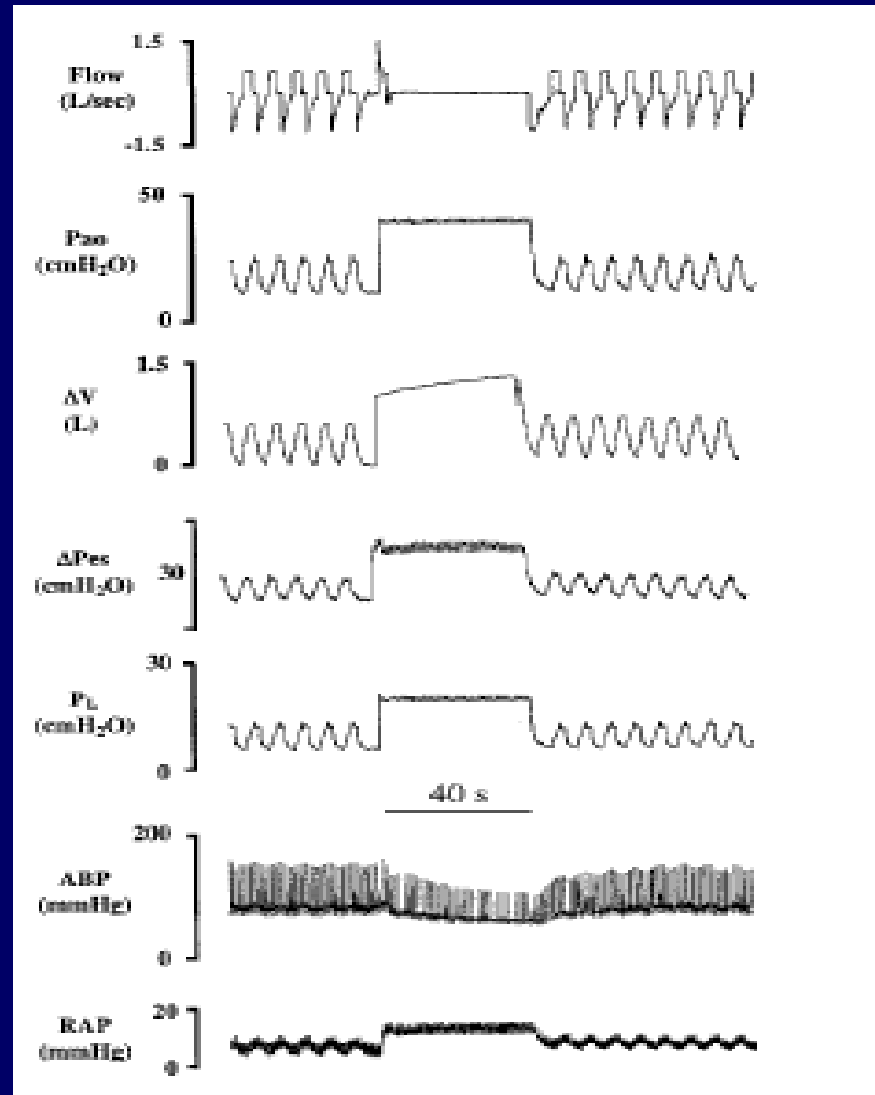 1.5
Flow
(L/sec)
-1.5
50
Pao
(cmH₂O)
0
1.5
ΔV
(L)
0
ΔPes
(cmH₂O)
30
30
P_L
(cmH₂O)
0
40 s
200
ABP
(mmHg)
0
20
RAP
(mmHg)
0